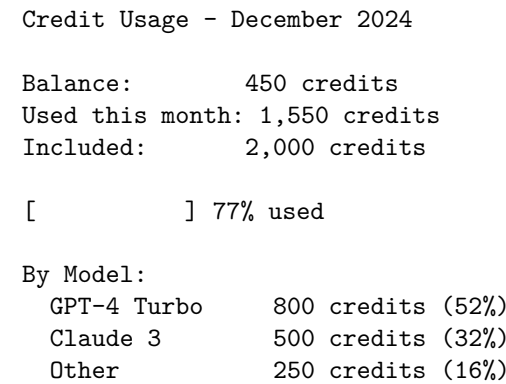 Credit Usage - December 2024
Balance: 450 credits
Used this month: 1,550 credits
Included: 2,000 credits
[ ] 77% used
By Model:
GPT-4 Turbo 800 credits (52%)
Claude 3 500 credits (32%)
Other 250 credits (16%)